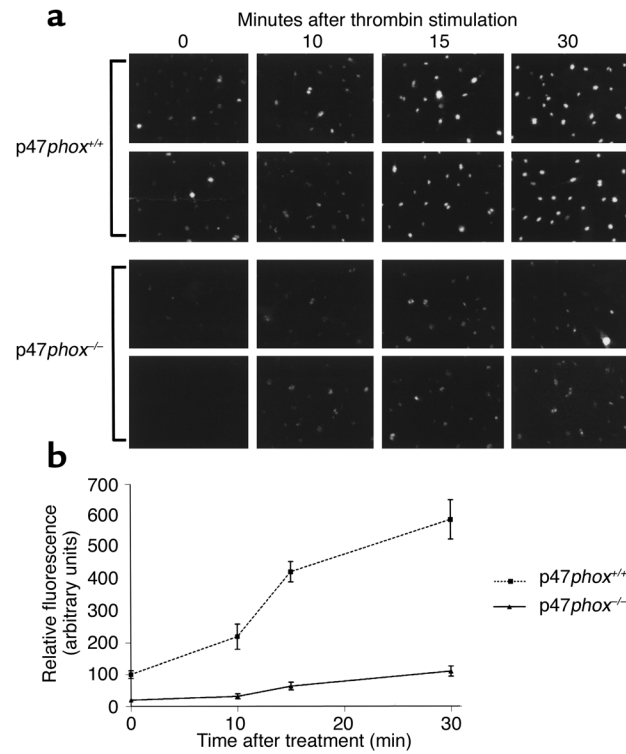 a
Minutes after thrombin stimulation
0 10 15 30
p47phox+/+
p47phox–/–
b
Relative fluorescence
(arbitrary units)
700
600
500
400
300
200
100
0
0 10 20 30
Time after treatment (min)
p47phox+/+
p47phox–/–